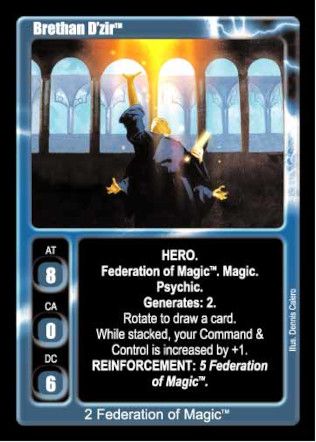 Brethan D'zir™
AT
8
CA
0
DC
6
HERO.
Federation of Magic™. Magic.
Psychic.
Generates: 2.
Rotate to draw a card.
While stacked, your Command &
Control is increased by +1.
REINFORCEMENT: 5 Federation
of Magic™.
Illus. Dennis Calero
2 Federation of Magic™